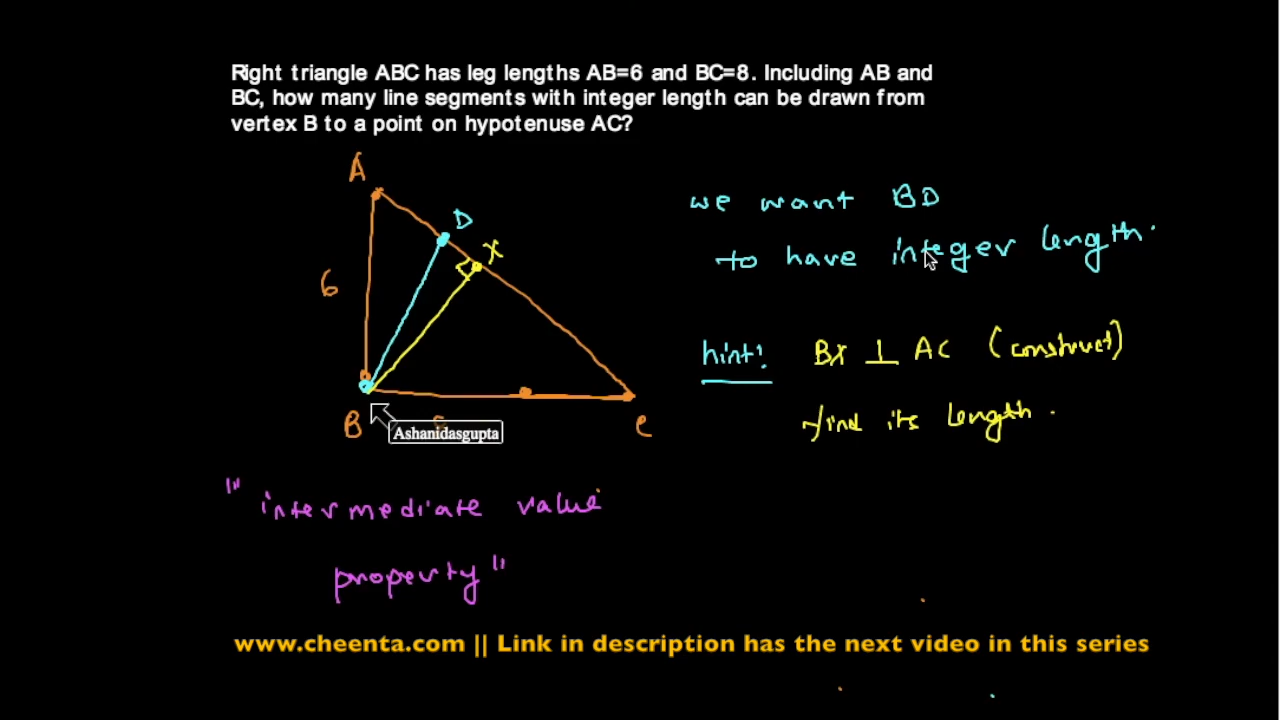 Right triangle ABC has leg lengths AB=6 and BC=8. Including AB and
BC, how many line segments with integer length can be drawn from
vertex B to a point on hypotenuse AC?
A
D
X
we want BD
to have integer length.
6
hint: BX ⊥ AC (construct)
find its length.
B
Ashanidasgupta
C
"intermediate value
property"
www.cheenta.com || Link in description has the next video in this series